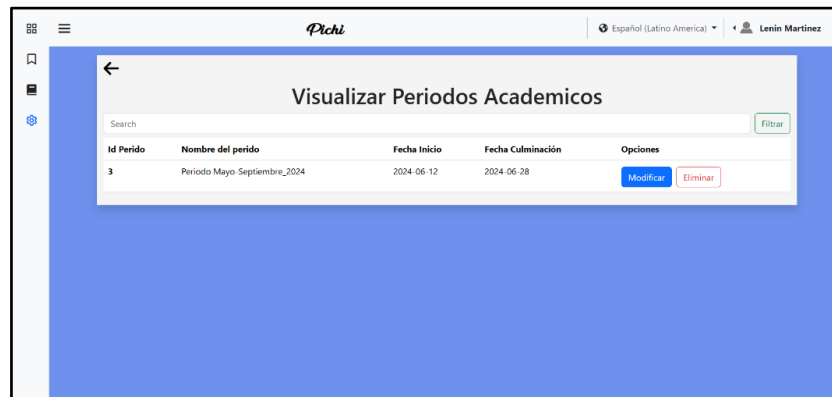 Pichi
Español (Latino America)
Lenin Martinez
Visualizar Periodos Academicos
Search
Filtrar
Id Perido Nombre del perido Fecha Inicio Fecha Culminación Opciones
3 Periodo Mayo-Septiembre_2024 2024-06-12 2024-06-28 Modificar Eliminar